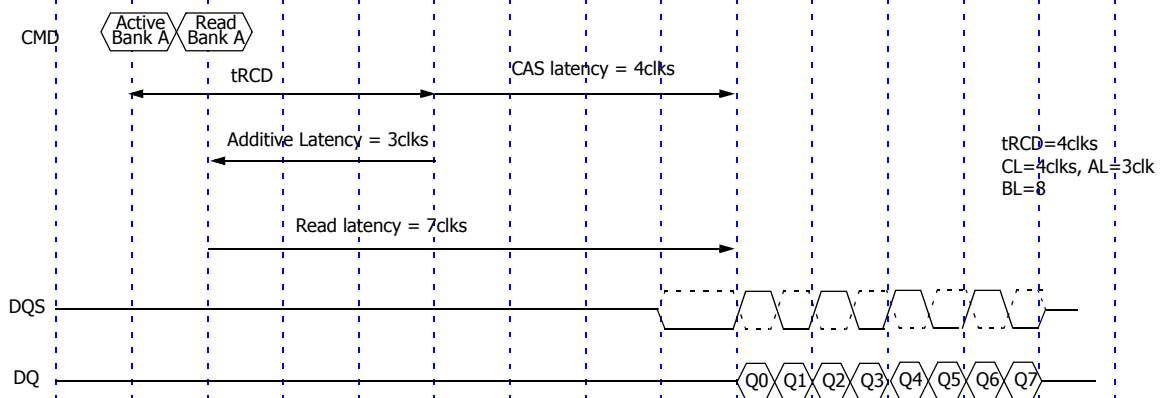 CMD
Active
Bank A
Read
Bank A
tRCD
CAS latency = 4clks
Additive Latency = 3clks
tRCD=4clks
CL=4clks, AL=3clk
BL=8
Read latency = 7clks
DQS
DQ
Q0 Q1 Q2 Q3 Q4 Q5 Q6 Q7